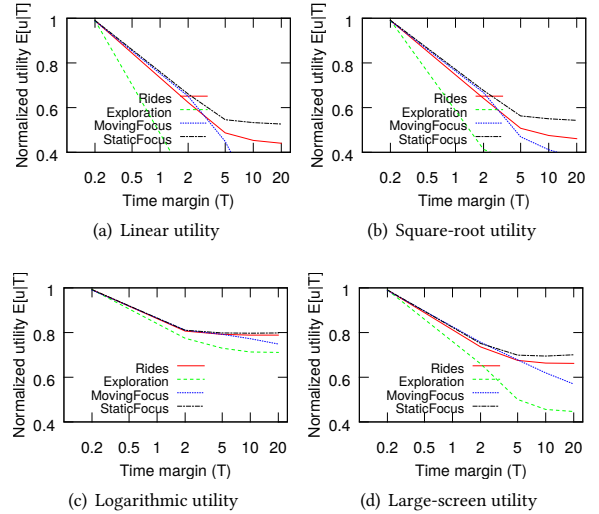 Normalized utility E[u|T]
1
0.8
0.6
0.4
Rides
Exploration
MovingFocus
StaticFocus
0.2 0.5 1 2 5 10 20
Time margin (T)
(a) Linear utility
Normalized utility E[u|T]
1
0.8
0.6
0.4
Rides
Exploration
MovingFocus
StaticFocus
0.2 0.5 1 2 5 10 20
Time margin (T)
(b) Square-root utility
Normalized utility E[u|T]
1
0.8
0.6
0.4
Rides
Exploration
MovingFocus
StaticFocus
0.2 0.5 1 2 5 10 20
Time margin (T)
(c) Logarithmic utility
Normalized utility E[u|T]
1
0.8
0.6
0.4
Rides
Exploration
MovingFocus
StaticFocus
0.2 0.5 1 2 5 10 20
Time margin (T)
(d) Large-screen utility